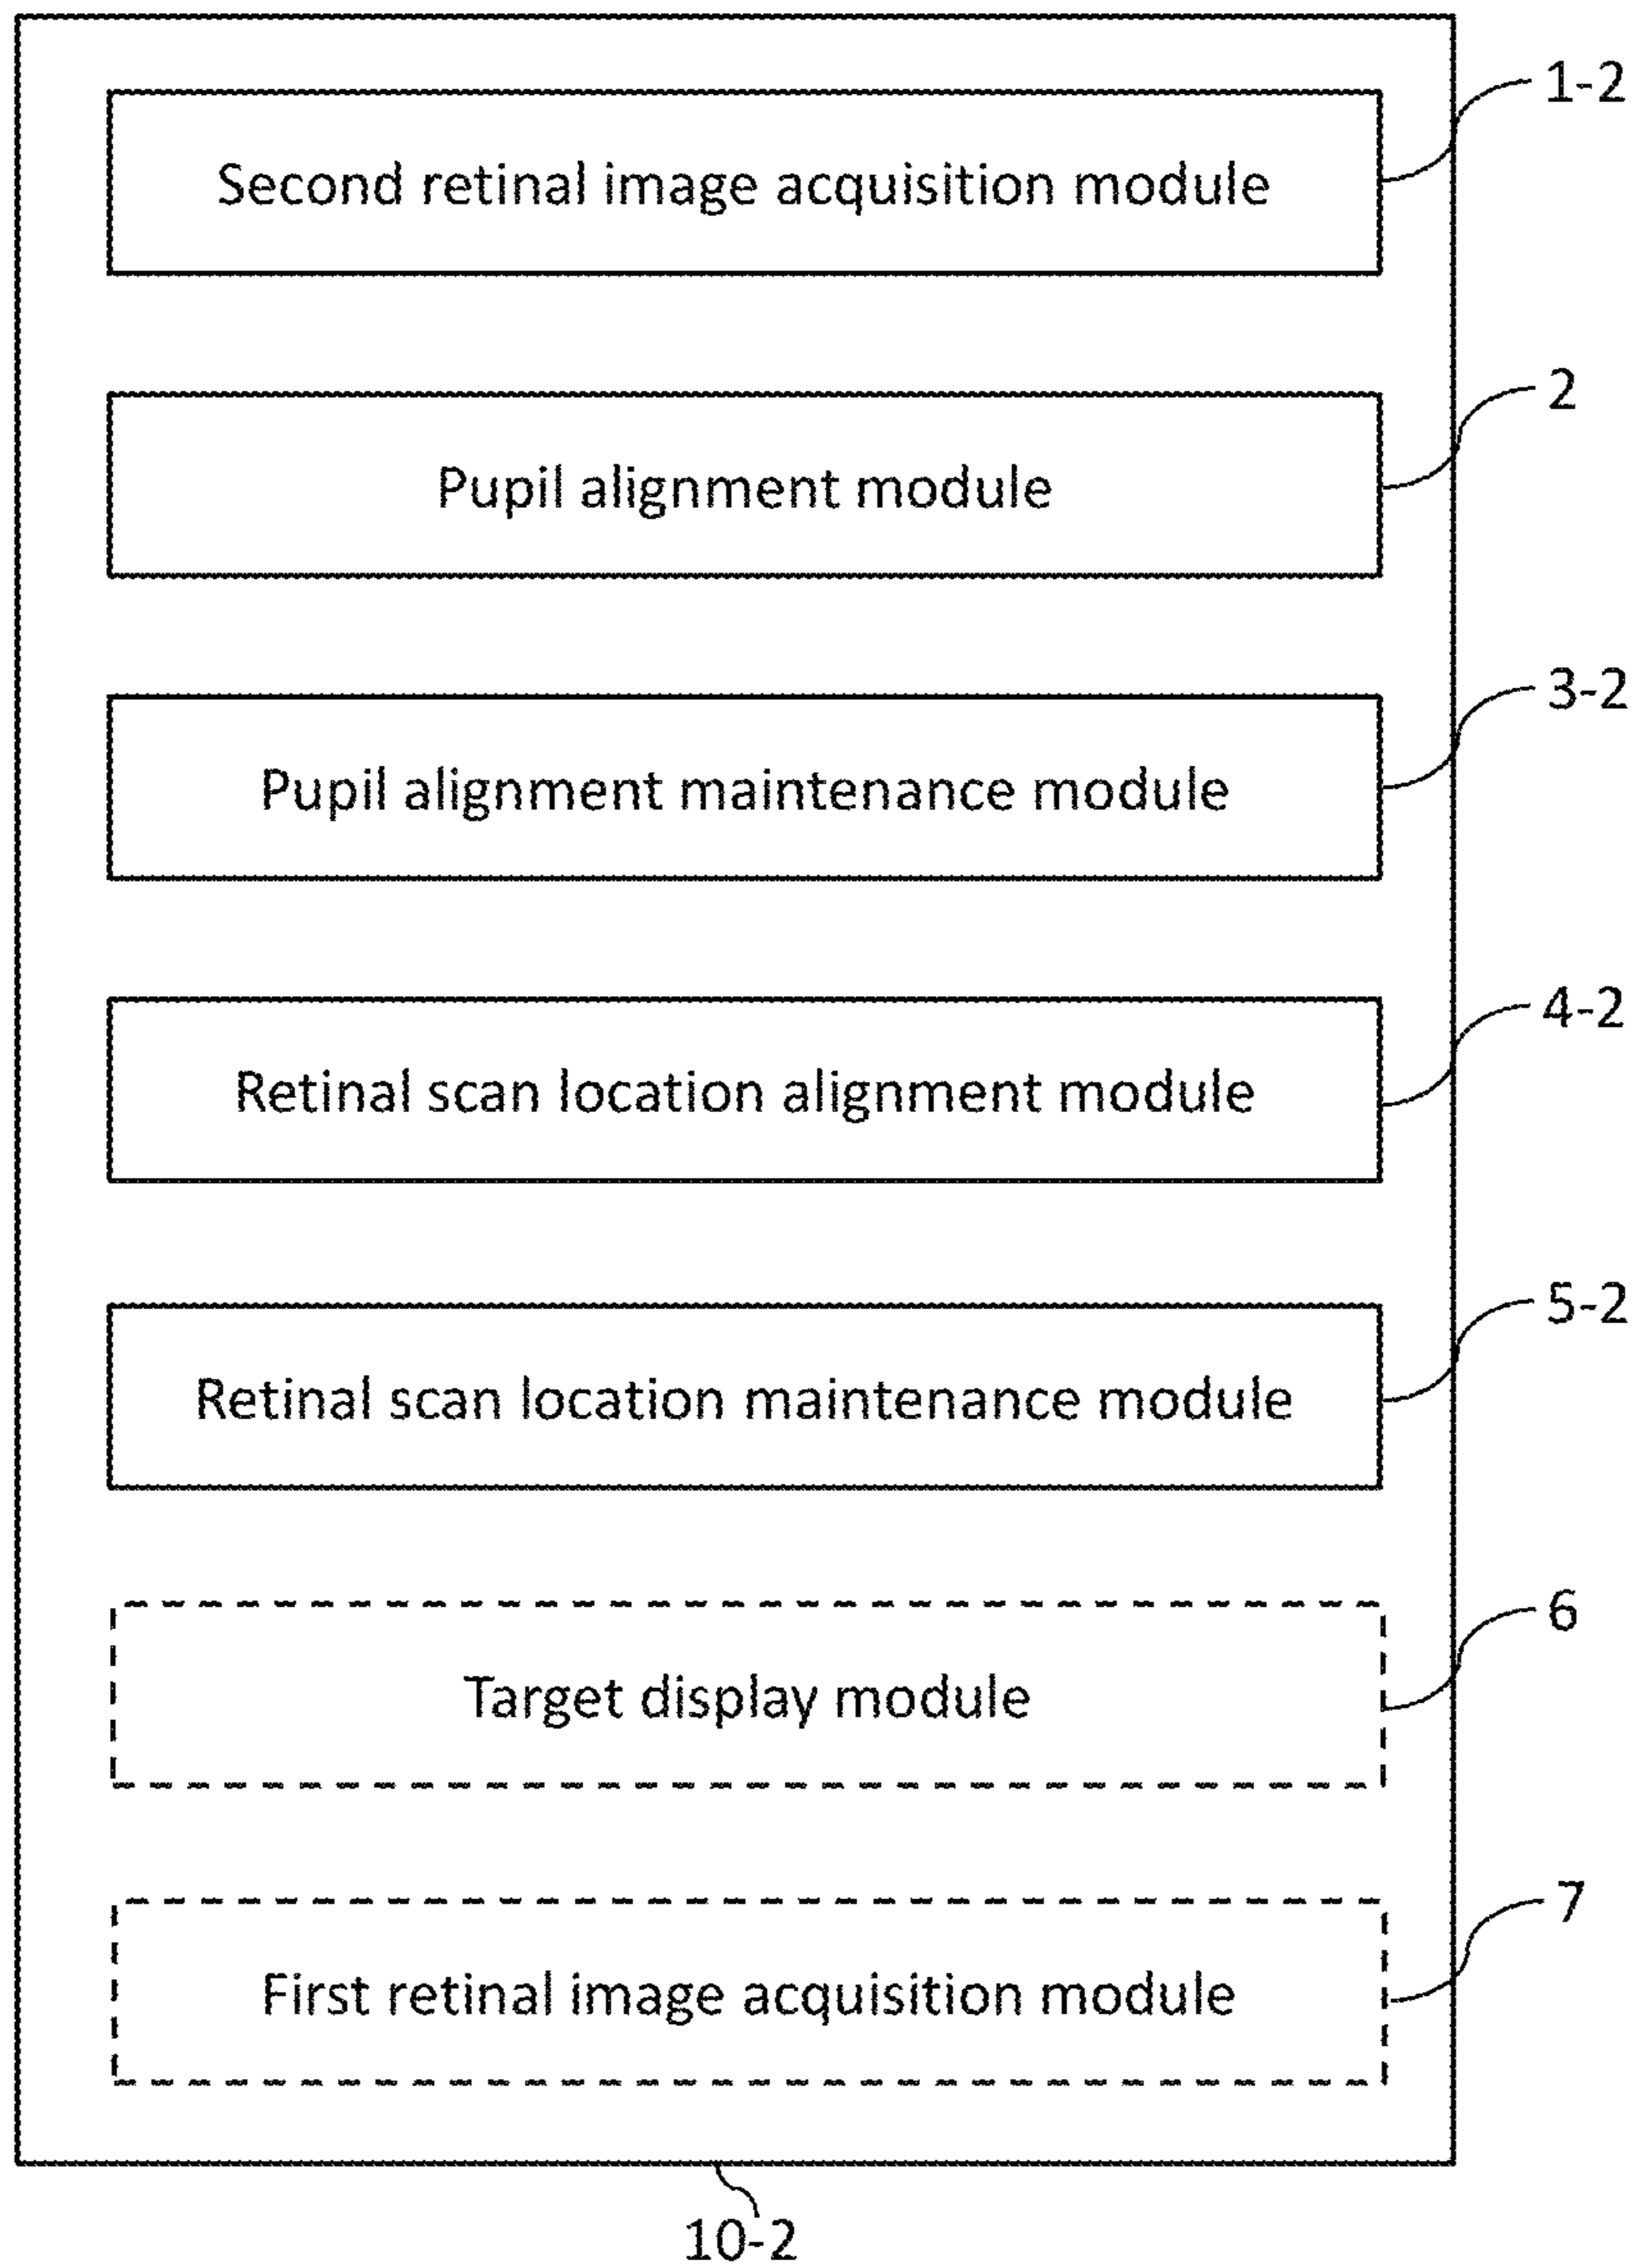 1-2
Second retinal image acquisition module
2
Pupil alignment module
3-2
Pupil alignment maintenance module
4-2
Retinal scan location alignment module
5-2
Retinal scan location maintenance module
6
Target display module
7
First retinal image acquisition module
10-2